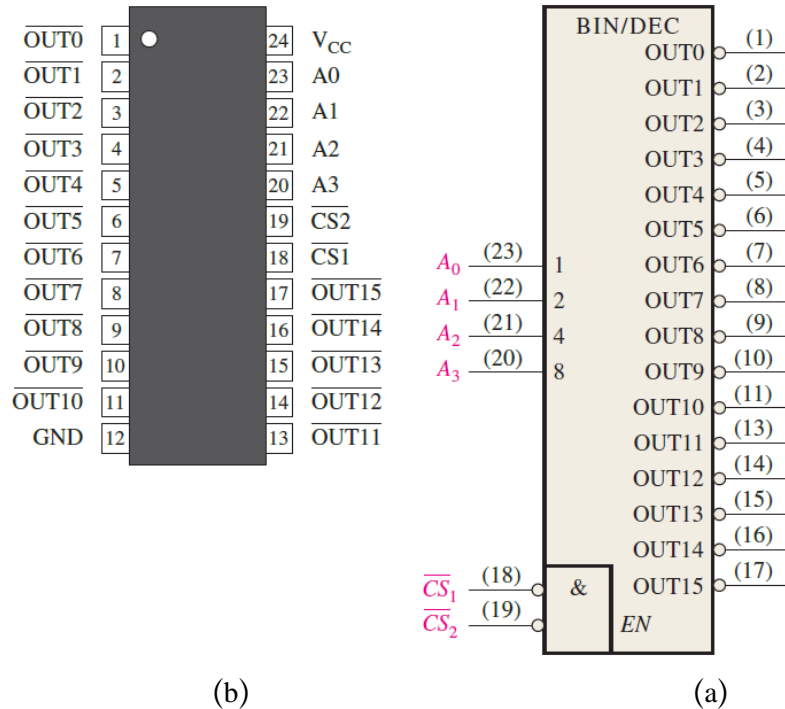 OUT0 1 24 VCC
OUT1 2 23 A0
OUT2 3 22 A1
OUT3 4 21 A2
OUT4 5 20 A3
OUT5 6 19 CS2
OUT6 7 18 CS1
OUT7 8 17 OUT15
OUT8 9 16 OUT14
OUT9 10 15 OUT13
OUT10 11 14 OUT12
GND 12 13 OUT11
(b)
BIN/DEC
OUT0 (1)
OUT1 (2)
OUT2 (3)
OUT3 (4)
OUT4 (5)
OUT5 (6)
A0 (23) 1 OUT6 (7)
A1 (22) 2 OUT7 (8)
A2 (21) 4 OUT8 (9)
A3 (20) 8 OUT9 (10)
OUT10 (11)
OUT11 (13)
OUT12 (14)
OUT13 (15)
OUT14 (16)
CS1 (18) & OUT15 (17)
CS2 (19) EN
(a)